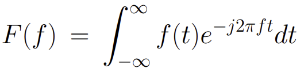 F(f) = ∫_{-∞}^{∞} f(t)e^{-j2πft}dt